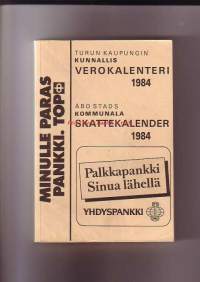 MINULLE PARAS
PANKKI. TOP
TURUN KAUPUNGIN
KUNNALLIS
VEROKALENTERI
1984
ÅBO STADS
KOMMUNALA
SKATTEKALENDER
1984
Palkkapankki
Sinua lähellä
YHDYSPANKKI